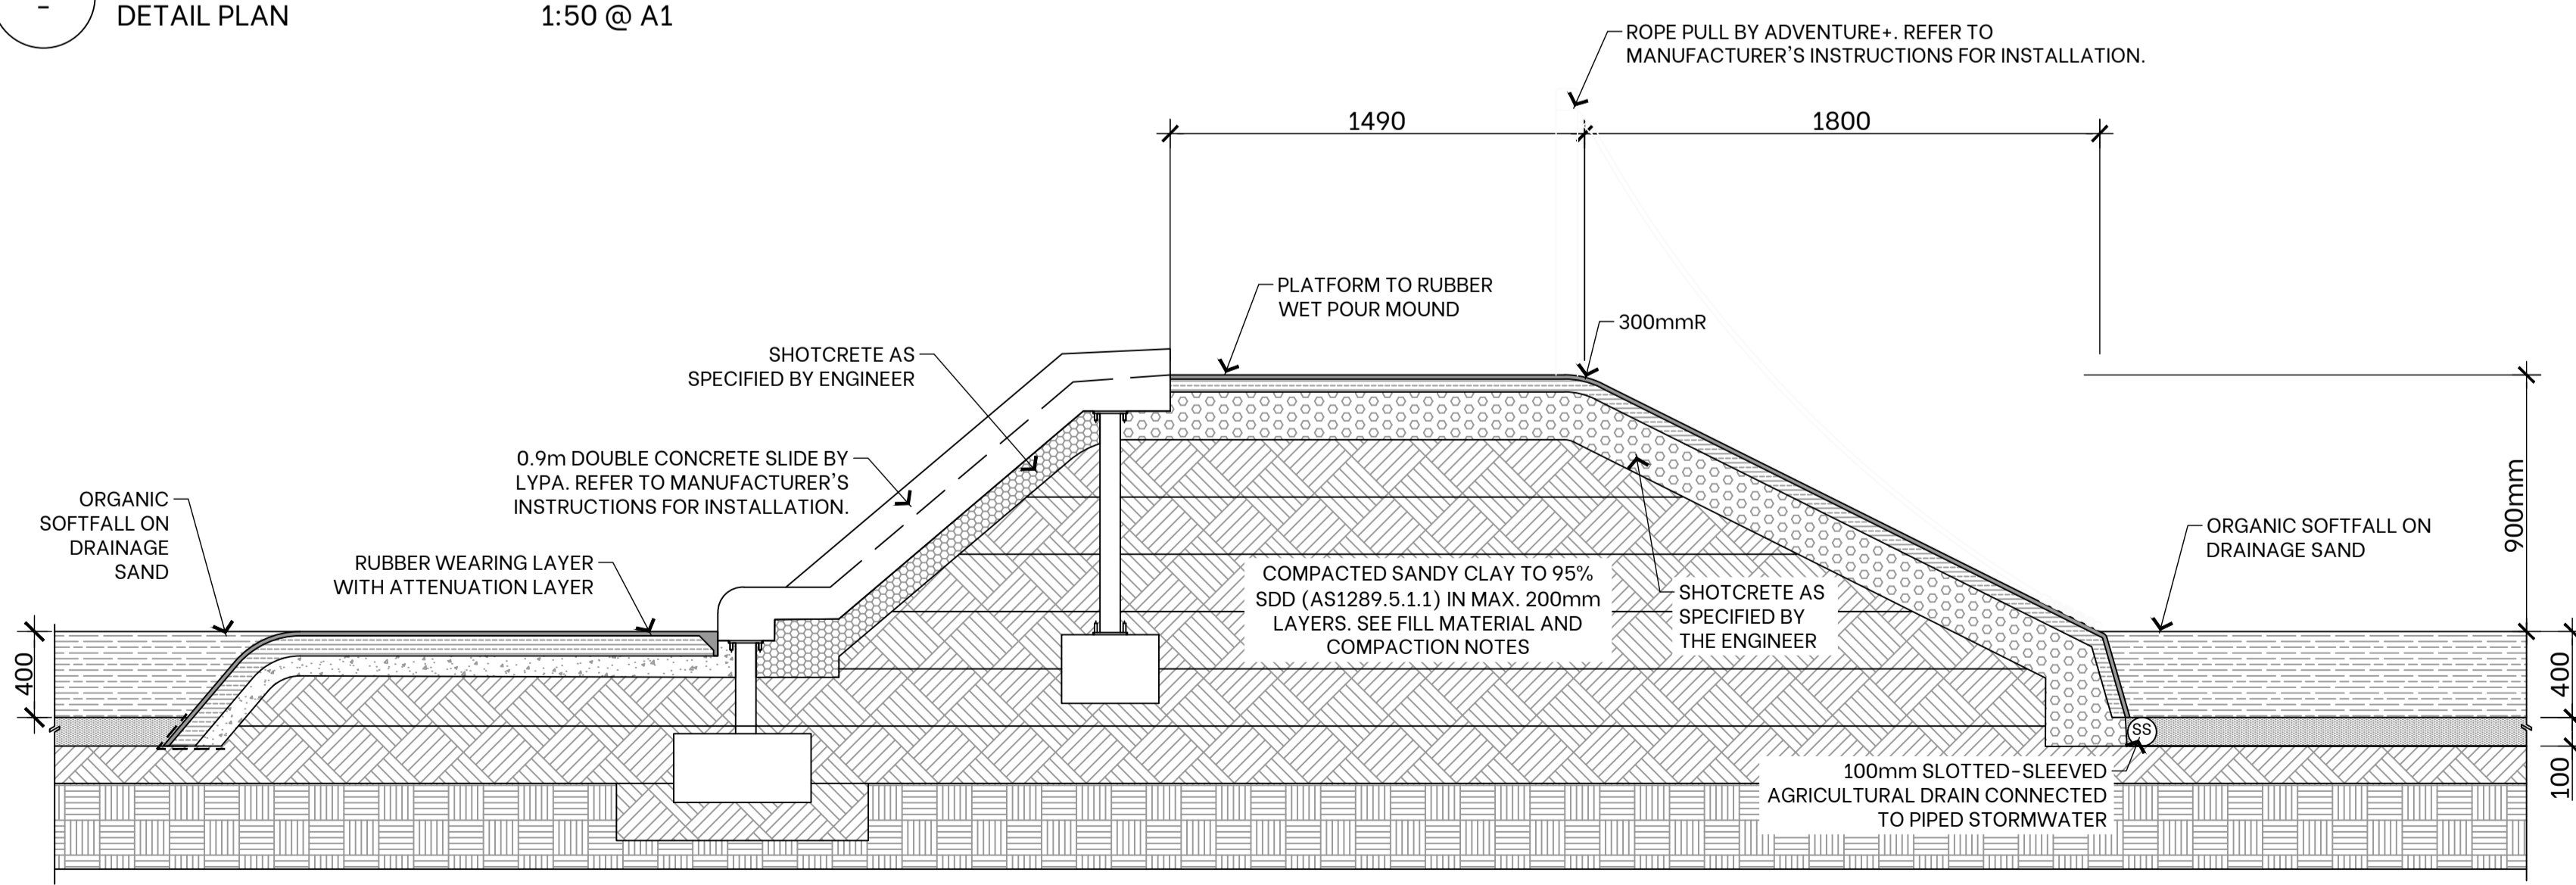 -
DETAIL PLAN 1:50 @ A1
ROPE PULL BY ADVENTURE+. REFER TO
MANUFACTURER'S INSTRUCTIONS FOR INSTALLATION.
1490
1800
PLATFORM TO RUBBER
WET POUR MOUND
300mmR
SHOTCRETE AS
SPECIFIED BY ENGINEER
0.9m DOUBLE CONCRETE SLIDE BY
LYPA. REFER TO MANUFACTURER'S
INSTRUCTIONS FOR INSTALLATION.
ORGANIC
SOFTFALL ON
DRAINAGE
SAND
RUBBER WEARING LAYER
WITH ATTENUATION LAYER
400
COMPACTED SANDY CLAY TO 95%
SDD (AS1289.5.1.1) IN MAX. 200mm
LAYERS. SEE FILL MATERIAL AND
COMPACTION NOTES
SHOTCRETE AS
SPECIFIED BY
THE ENGINEER
ORGANIC SOFTFALL ON
DRAINAGE SAND
900mm
400
100
SS
100mm SLOTTED-SLEEVED
AGRICULTURAL DRAIN CONNECTED
TO PIPED STORMWATER